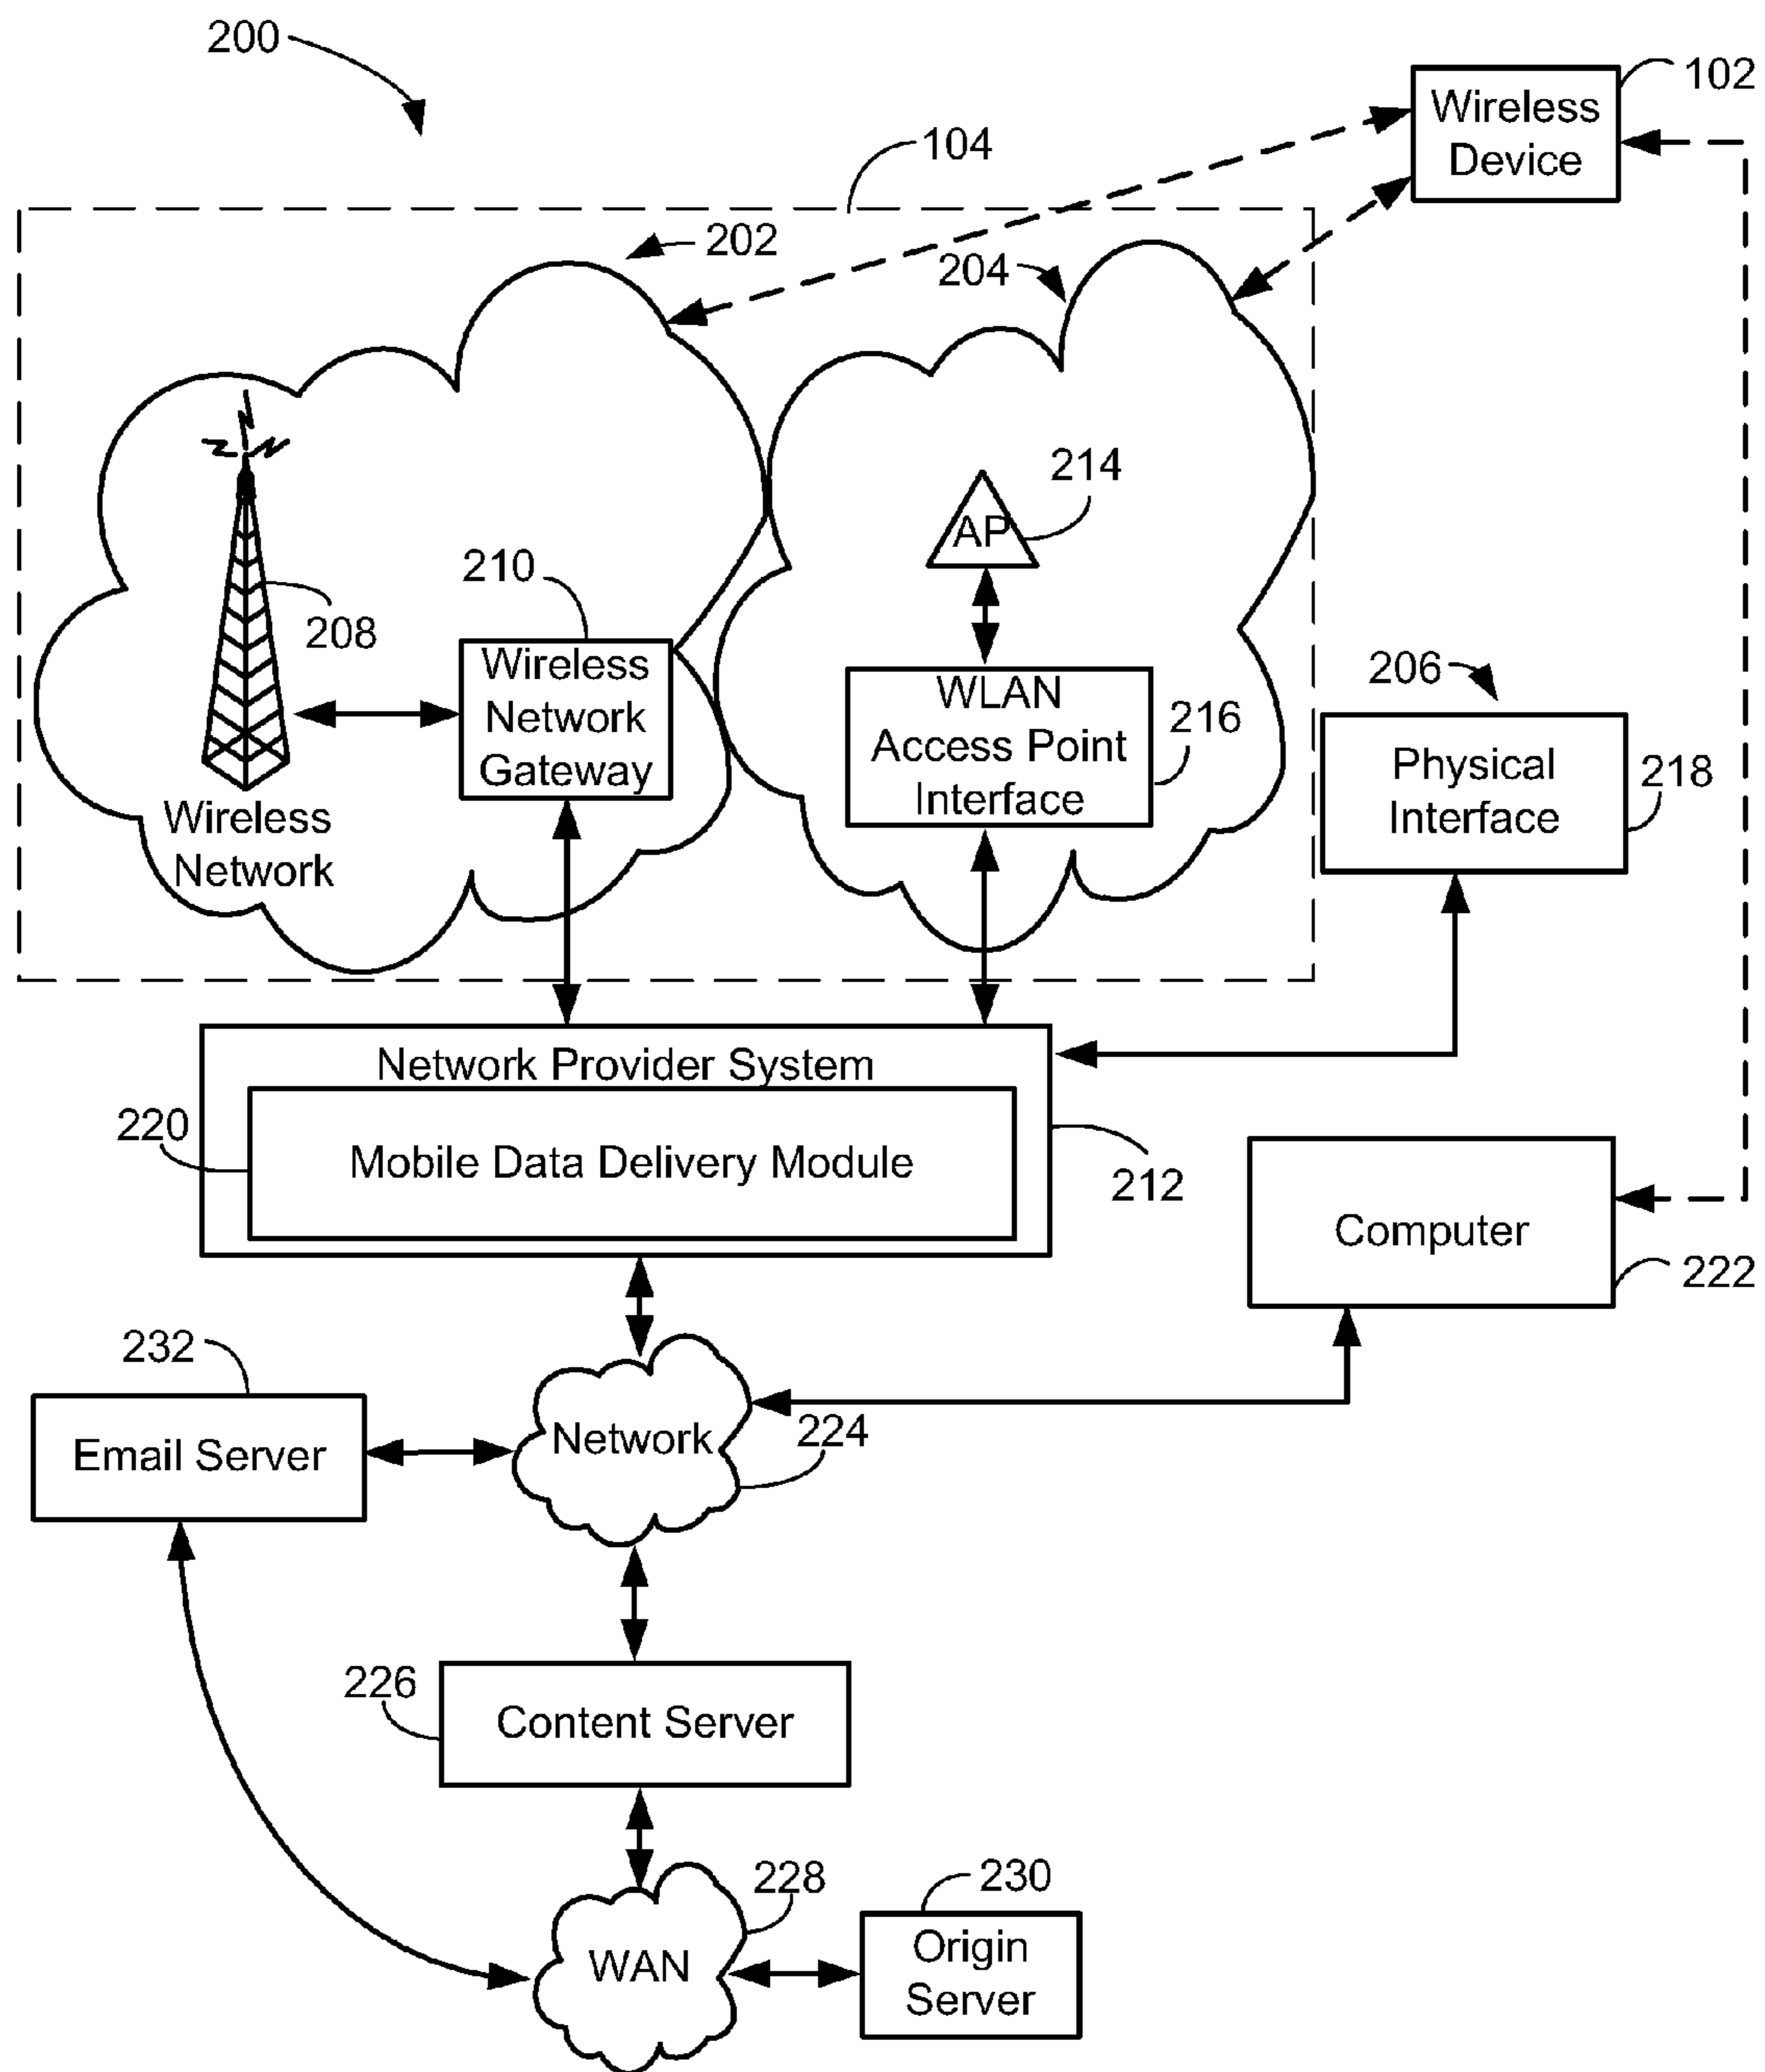 200
102
Wireless
Device
104
202
204
214
AP
210
208
Wireless
Network
Gateway
206
WLAN
Access Point
Interface
216
Physical
Interface
218
Wireless
Network
Network Provider System
220
Mobile Data Delivery Module
212
Computer
222
232
Email Server
Network
224
226
Content Server
228
230
WAN
Origin
Server